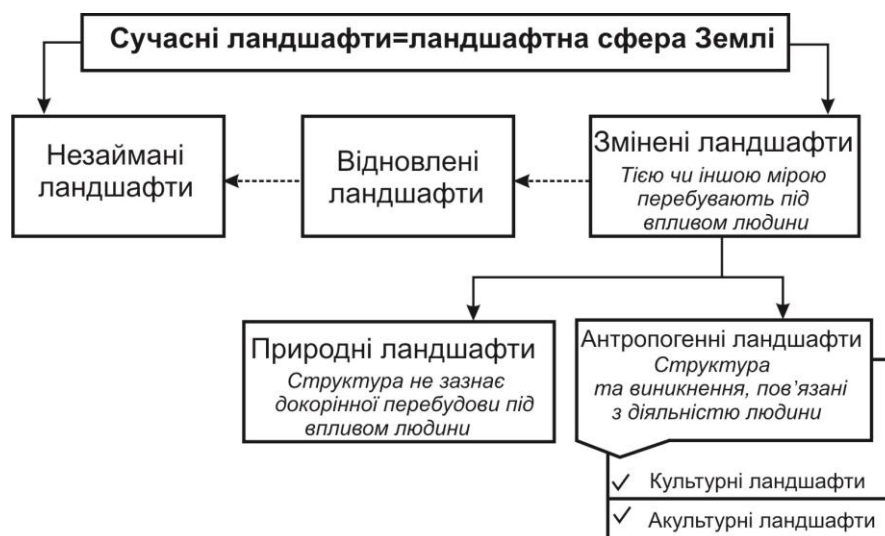 Сучасні ландшафти=ландшафтна сфера Землі
Незаймані
ландшафти
Відновлені
ландшафти
Змінені ландшафти
Тією чи іншою мірою
перебувають під
впливом людини
Природні ландшафти
Структура не зазнає
докорінної перебудови під
впливом людини
Антропогенні ландшафти
Структура
та виникнення, пов’язані
з діяльністю людини
Культурні ландшафти
Акультурні ландшафти